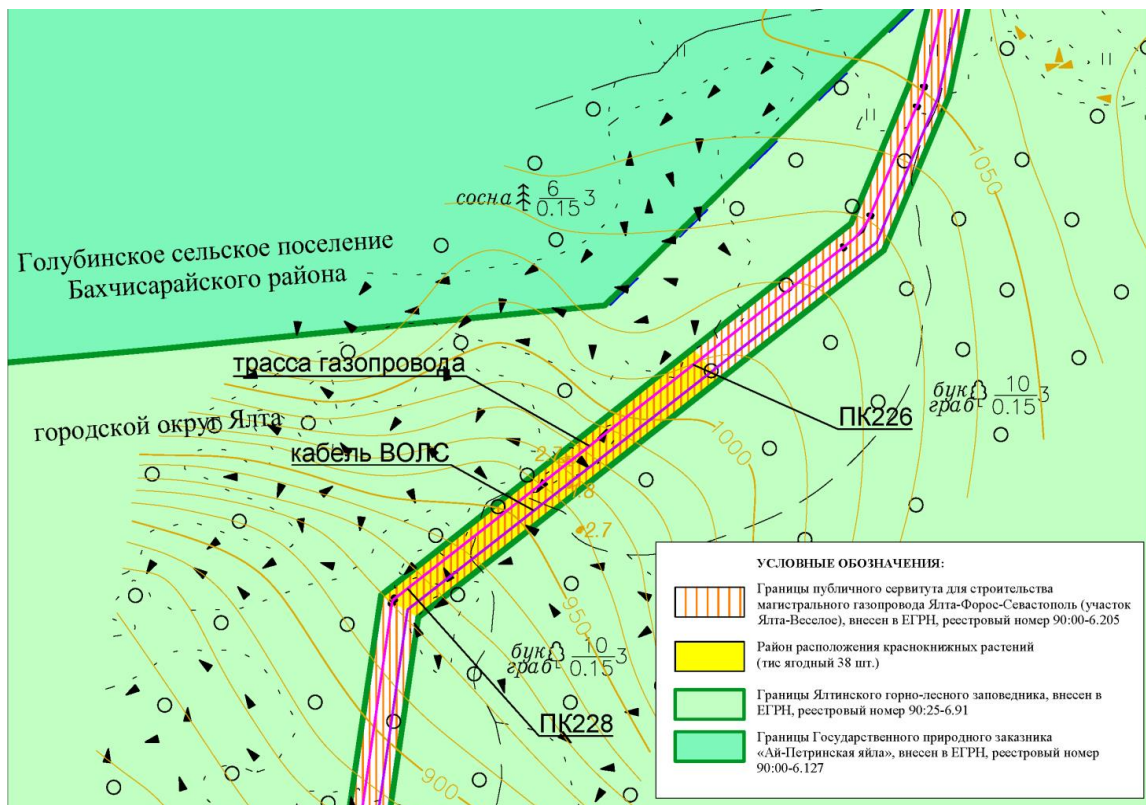 1050
сосна 6 3
0.15
Голубинское сельское поселение
Бахчисарайского района
трасса газопровода
бук 10 3
граб 0.15
ПК226
городской округ Ялта
кабель ВОЛС
1000
2.7
950
бук 10 3
граб 0.15
ПК228
900
УСЛОВНЫЕ ОБОЗНАЧЕНИЯ:
Границы публичного сервитута для строительства
магистрального газопровода Ялта-Форос-Севастополь (участок
Ялта-Веселое), внесен в ЕГРН, реестровый номер 90:00-6.205
Район расположения краснокнижных растений
(тис ягодный 38 шт.)
Границы Ялтинского горно-лесного заповедника, внесен в
ЕГРН, реестровый номер 90:25-6.91
Границы Государственного природного заказника
«Ай-Петринская яйла», внесен в ЕГРН, реестровый номер
90:00-6.127